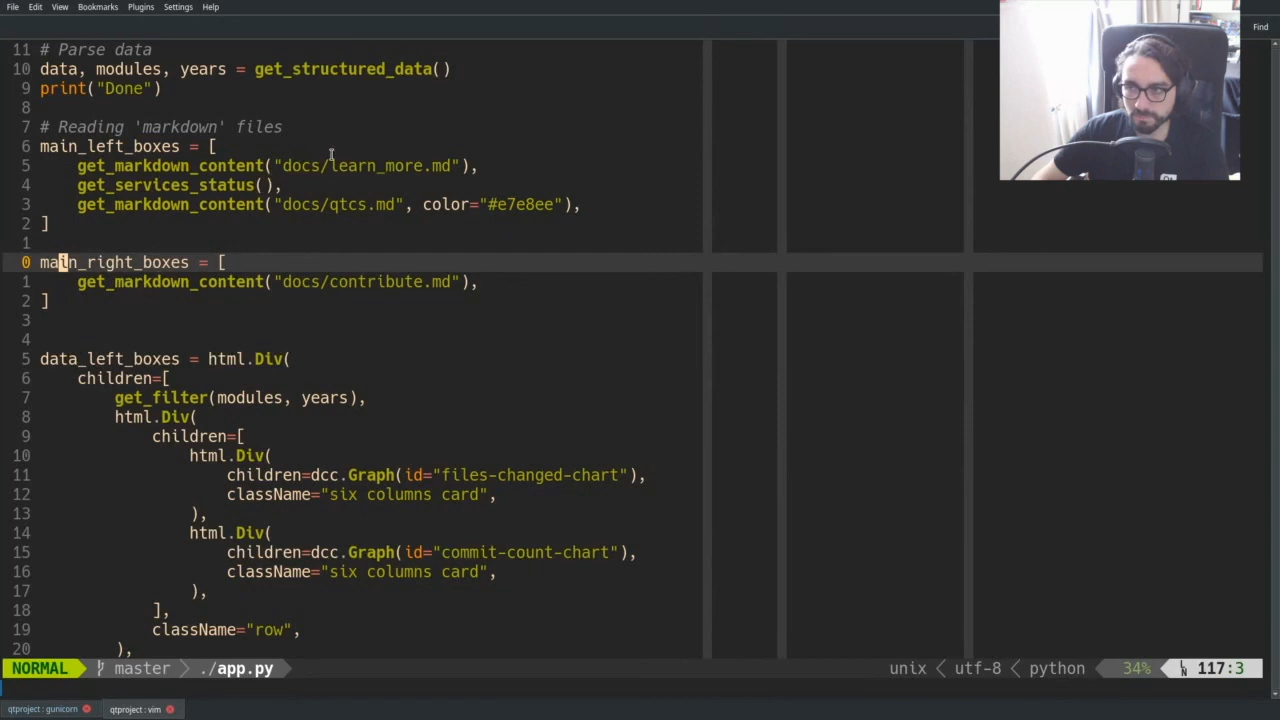 File Edit View Bookmarks Plugins Settings Help
Find
11 # Parse data
10 data, modules, years = get_structured_data()
9 print("Done")
8
7 # Reading 'markdown' files
6 main_left_boxes = [
5 get_markdown_content("docs/learn_more.md"),
4 get_services_status(),
3 get_markdown_content("docs/qtcs.md", color="#e7e8ee"),
2 ]
1
0 main_right_boxes = [
1 get_markdown_content("docs/contribute.md"),
2 ]
3
4
5 data_left_boxes = html.Div(
6 children=[
7 get_filter(modules, years),
8 html.Div(
9 children=[
10 html.Div(
11 children=dcc.Graph(id="files-changed-chart"),
12 className="six columns card",
13 ),
14 html.Div(
15 children=dcc.Graph(id="commit-count-chart"),
16 className="six columns card",
17 ),
18 ],
19 className="row",
20 ),
NORMAL master ./app.py unix utf-8 python 34% 117:3
qtproject : gunicorn qtproject : vim